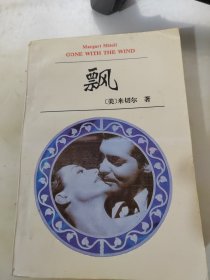 Margaret Mitchell
GONE WITH THE WIND
飘
〔美〕米切尔 著